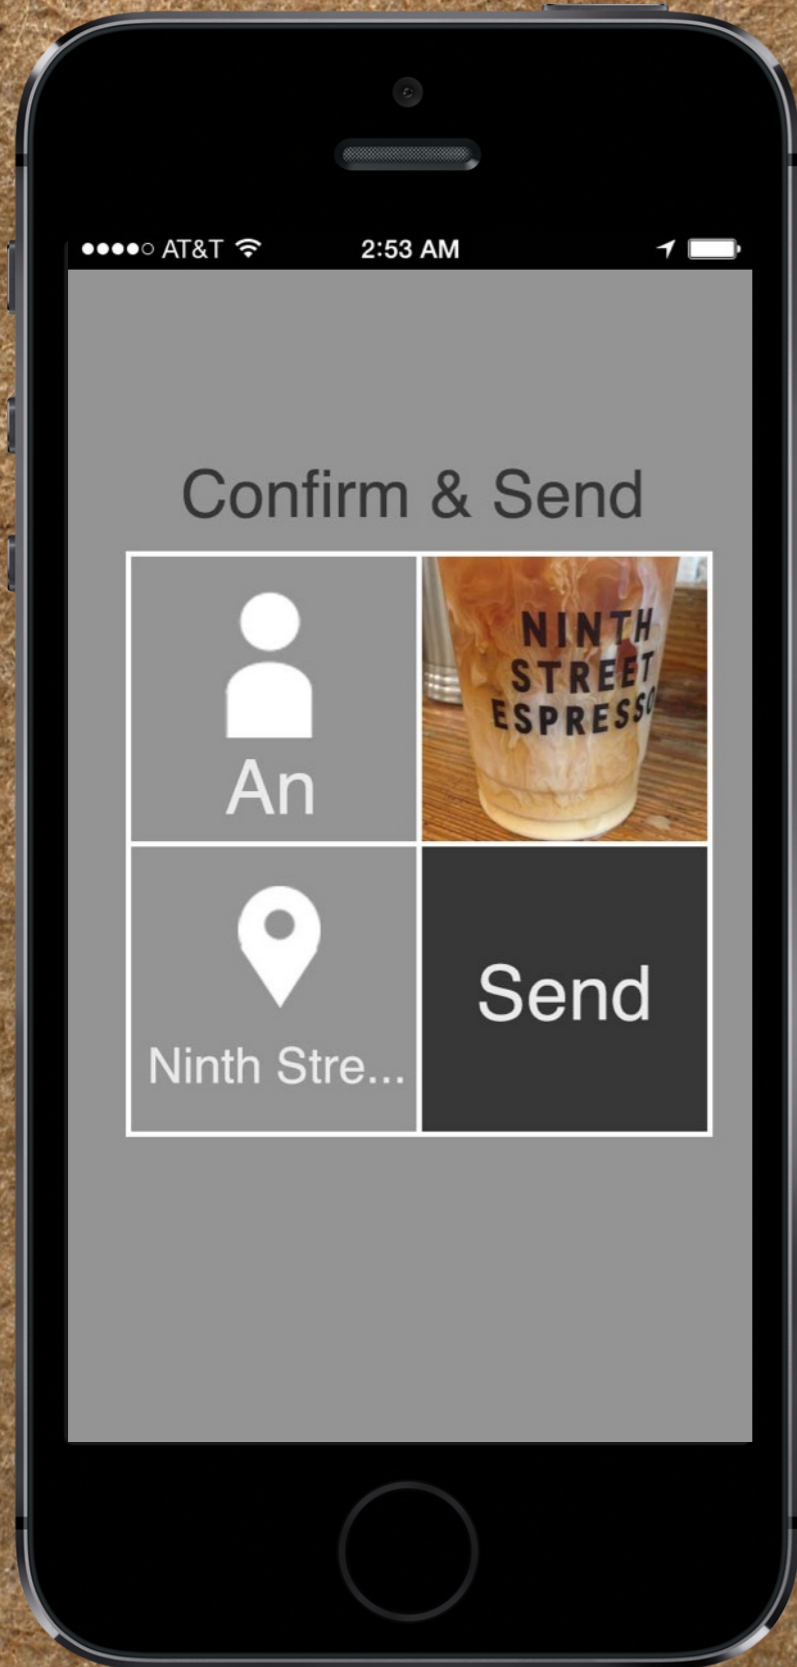 AT&T 2:53 AM
Confirm & Send
An
NINTH
STREET
ESPRESSO
Ninth Stre...
Send